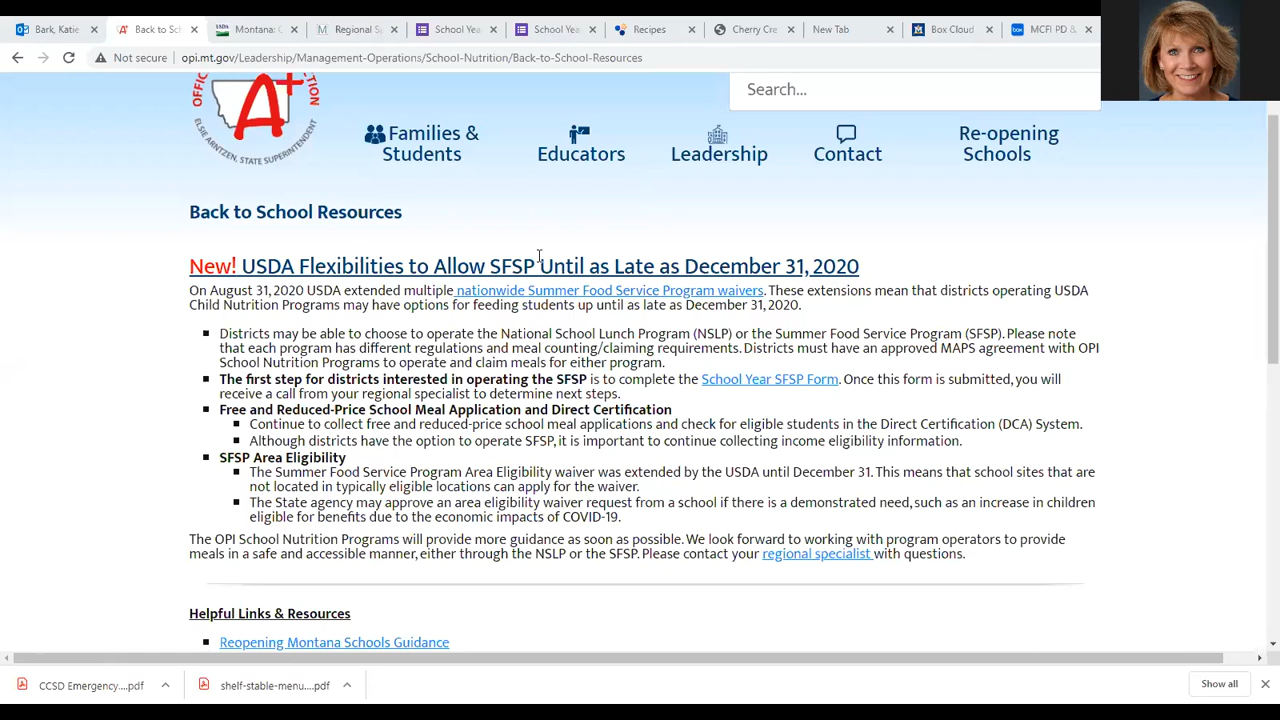 Bark, Katie
Back to Sch
Montana: C
Regional Sp
School Yea
School Yea
Recipes
Cherry Cre
New Tab
Box Cloud
MCFI PD &
Not secure
opi.mt.gov/Leadership/Management-Operations/School-Nutrition/Back-to-School-Resources
ELSIE ARNTZEN, STATE SUPERINTENDENT
A+
Search...
Families &
Students
Educators
Leadership
Contact
Re-opening
Schools
Back to School Resources
New! USDA Flexibilities to Allow SFSP Until as Late as December 31, 2020
On August 31, 2020 USDA extended multiple nationwide Summer Food Service Program waivers. These extensions mean that districts operating USDA
Child Nutrition Programs may have options for feeding students up until as late as December 31, 2020.
Districts may be able to choose to operate the National School Lunch Program (NSLP) or the Summer Food Service Program (SFSP). Please note
that each program has different regulations and meal counting/claiming requirements. Districts must have an approved MAPS agreement with OPI
School Nutrition Programs to operate and claim meals for either program.
The first step for districts interested in operating the SFSP is to complete the School Year SFSP Form. Once this form is submitted, you will
receive a call from your regional specialist to determine next steps.
Free and Reduced-Price School Meal Application and Direct Certification
Continue to collect free and reduced-price school meal applications and check for eligible students in the Direct Certification (DCA) System.
Although districts have the option to operate SFSP, it is important to continue collecting income eligibility information.
SFSP Area Eligibility
The Summer Food Service Program Area Eligibility waiver was extended by the USDA until December 31. This means that school sites that are
not located in typically eligible locations can apply for the waiver.
The State agency may approve an area eligibility waiver request from a school if there is a demonstrated need, such as an increase in children
eligible for benefits due to the economic impacts of COVID-19.
The OPI School Nutrition Programs will provide more guidance as soon as possible. We look forward to working with program operators to provide
meals in a safe and accessible manner, either through the NSLP or the SFSP. Please contact your regional specialist with questions.
Helpful Links & Resources
Reopening Montana Schools Guidance
CCSD Emergency....pdf
shelf-stable-menu....pdf
Show all